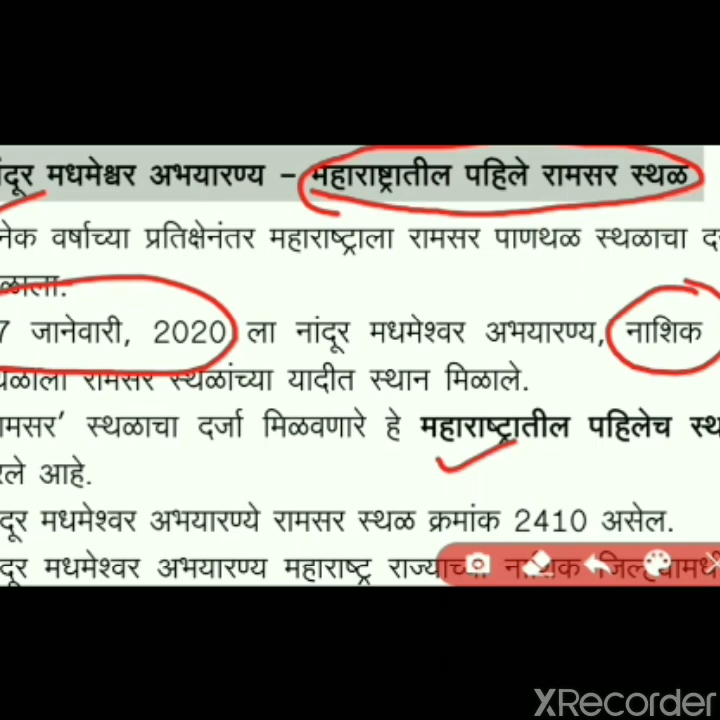 मधमेश्वर अभयारण्य – महाराष्ट्रातील पहिले रामसर स्थळ
वर्षाच्या प्रतिक्षेनंतर महाराष्ट्राला रामसर पाणथळ स्थळाचा
7 जानेवारी, 2020 ला नांदूर मधमेश्वर अभयारण्य, नाशिक
रामसर स्थळांच्या यादीत स्थान मिळाले.
स्थळाचा दर्जा मिळवणारे हे महाराष्ट्रातील पहिलेच
आहे.
मधमेश्वर अभयारण्ये रामसर स्थळ क्रमांक 2410 असेल.
मधमेश्वर अभयारण्य महाराष्ट्र राज्याच्या नाशिक
XRecorder